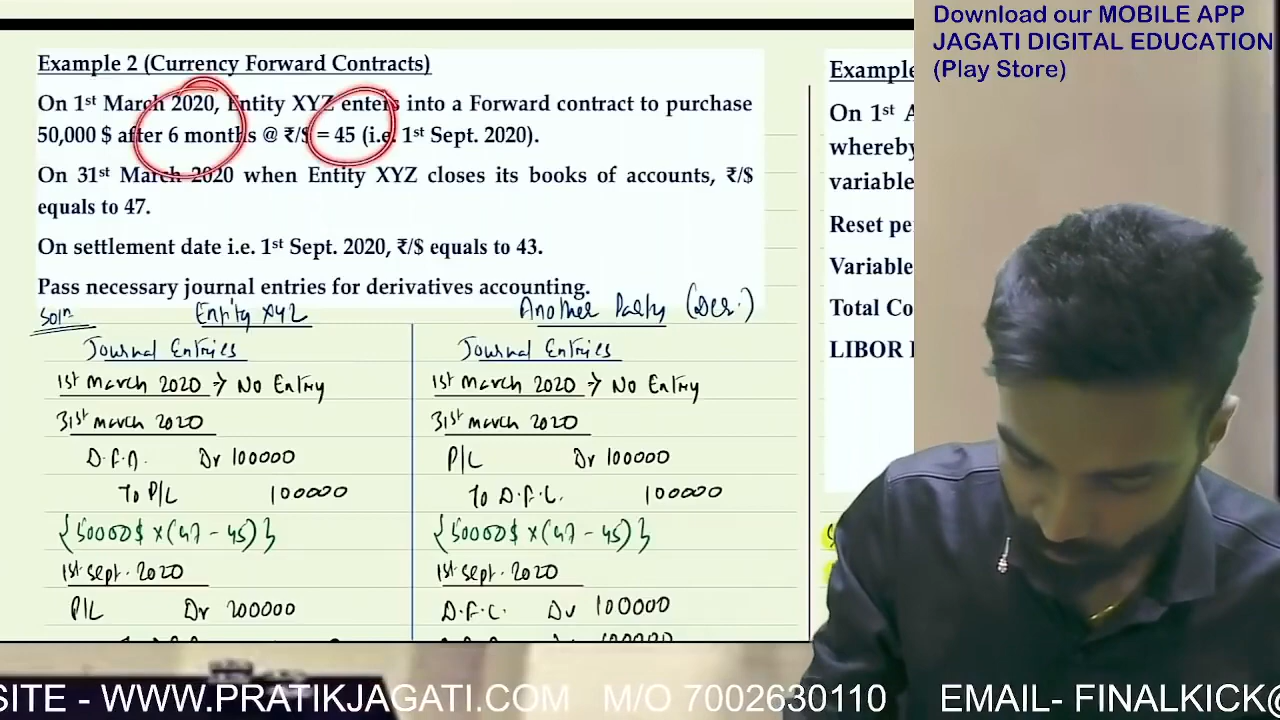 Download our MOBILE APP
JAGATI DIGITAL EDUCATION
(Play Store)
Example 2 (Currency Forward Contracts)
On 1st March 2020, Entity XYZ enters into a Forward contract to purchase
50,000 $ after 6 months @ ₹/$ = 45 (i.e. 1st Sept. 2020).
On 31st March 2020 when Entity XYZ closes its books of accounts, ₹/$
equals to 47.
On settlement date i.e. 1st Sept. 2020, ₹/$ equals to 43.
Pass necessary journal entries for derivatives accounting.
Soln
Entity XYZ
Journal Entries
1st March 2020 → No Entry
31st March 2020
D.F.A. Dr 100000
To P/L 100000
{50000$ x (47 - 45)}
1st Sept. 2020
P/L Dr 200000
Another Party (Der.)
Journal Entries
1st March 2020 → No Entry
31st March 2020
P/L Dr 100000
To D.F.L. 100000
{50000$ x (47 - 45)}
1st Sept. 2020
D.F.L. Dr 100000
Example
On 1st A
whereby
variable
Reset pe
Variable
Total Co
LIBOR
SITE - WWW.PRATIKJAGATI.COM M/O 7002630110 EMAIL- FINALKICK@